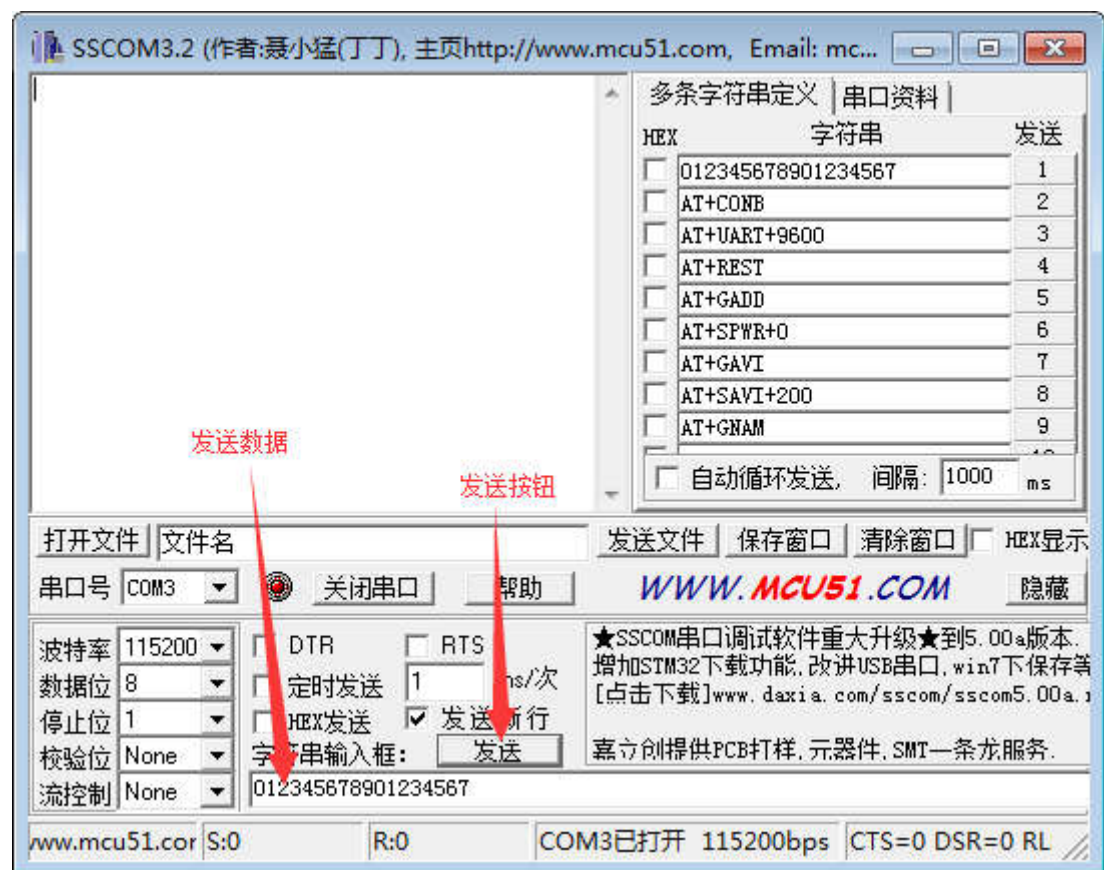 SSCOM3.2 (作者:聂小猛(丁丁), 主页http://www.mcu51.com, Email: mc...
多条字符串定义 串口资料
HEX 字符串 发送
012345678901234567 1
AT+CONB 2
AT+UART+9600 3
AT+REST 4
AT+GADD 5
AT+SPWR+0 6
AT+GAVI 7
AT+SAVI+200 8
AT+GNAM 9
自动循环发送, 间隔: 1000 ms
发送数据
发送按钮
打开文件 文件名 发送文件 保存窗口 清除窗口 HEX显示
串口号 COM3 关闭串口 帮助 WWW.MCU51.COM 隐藏
波特率 115200 DTR RTS
数据位 8 定时发送 1 ms/次
停止位 1 HEX发送 发送新行
校验位 None 字符串输入框: 发送
流控制 None 012345678901234567
★SSCOM串口调试软件重大升级★到5.00a版本.
增加STM32下载功能,改进USB串口,win7下保存等
[点击下载]www.daxia.com/sscom/sscom5.00a.r
嘉立创提供PCB打样,元器件,SMT一条龙服务.
www.mcu51.cor S:0 R:0 COM3已打开 115200bps CTS=0 DSR=0 RL